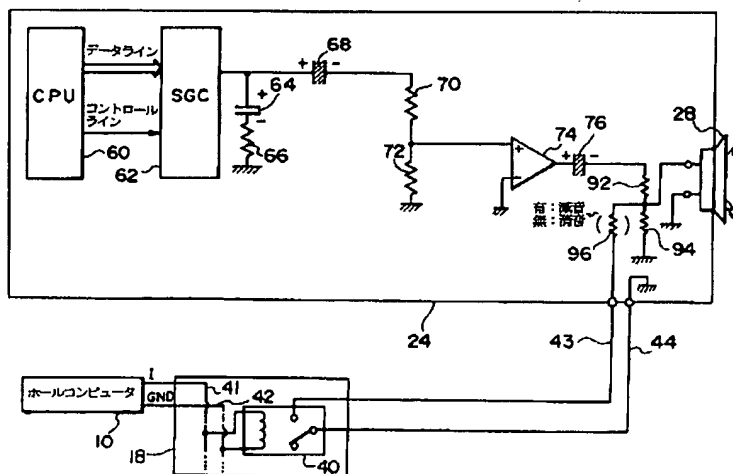 CPU
データライン
コントロールライン
60
SGC
62
+
64
-
66
+ 68 -
70
72
+
-
74
+ 76 -
92
94
有:減音
無:消音
96
28
24
43
44
ホールコンピュータ
10
I
GND
41
42
18
40